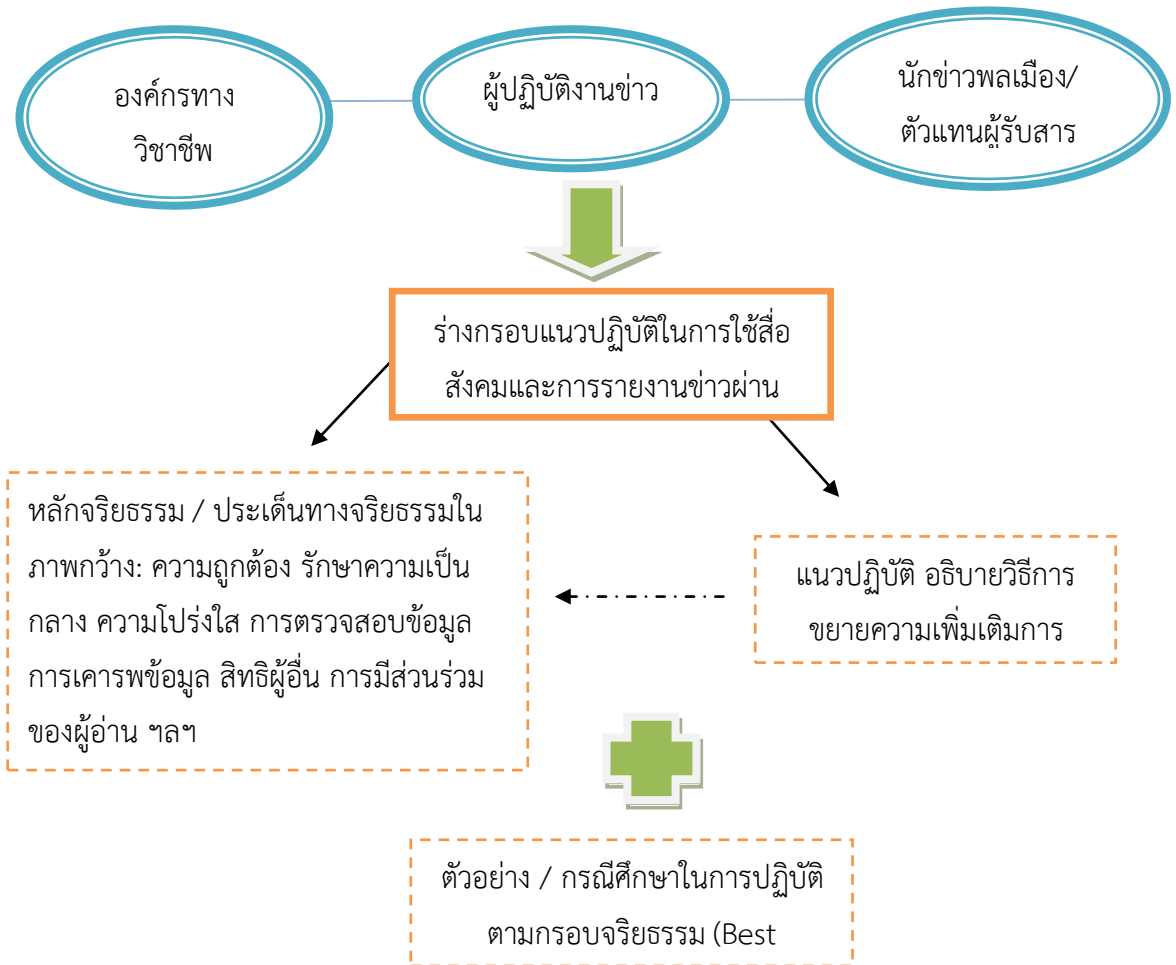 องค์กรทาง
วิชาชีพ
ผู้ปฏิบัติงานข่าว
นักข่าวพลเมือง/
ตัวแทนผู้รับสาร
ร่างกรอบแนวปฏิบัติในการใช้สื่อ
สังคมและการรายงานข่าวผ่าน
หลักจริยธรรม / ประเด็นทางจริยธรรมใน
ภาพกว้าง: ความถูกต้อง รักษาความเป็น
กลาง ความโปร่งใส การตรวจสอบข้อมูล
การเคารพข้อมูล สิทธิผู้อื่น การมีส่วนร่วม
ของผู้อ่าน ฯลฯ
แนวปฏิบัติ อธิบายวิธีการ
ขยายความเพิ่มเติมการ
ตัวอย่าง / กรณีศึกษาในการปฏิบัติ
ตามกรอบจริยธรรม (Best